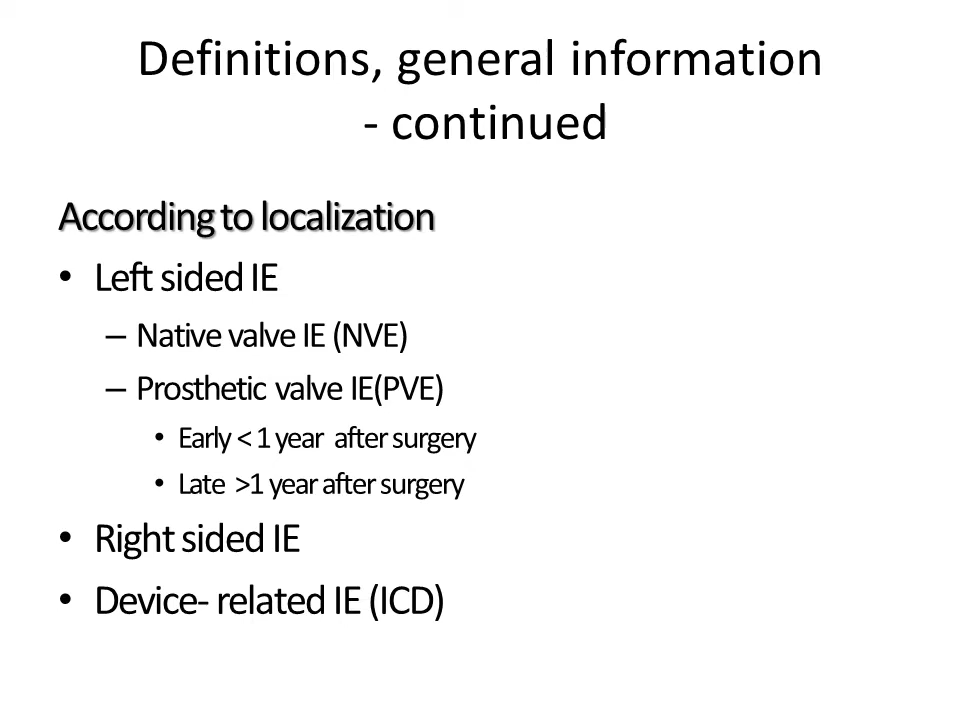 Definitions, general information
- continued
According to localization
• Left sided IE
– Native valve IE (NVE)
– Prosthetic valve IE(PVE)
• Early < 1 year after surgery
• Late >1 year after surgery
• Right sided IE
• Device- related IE (ICD)